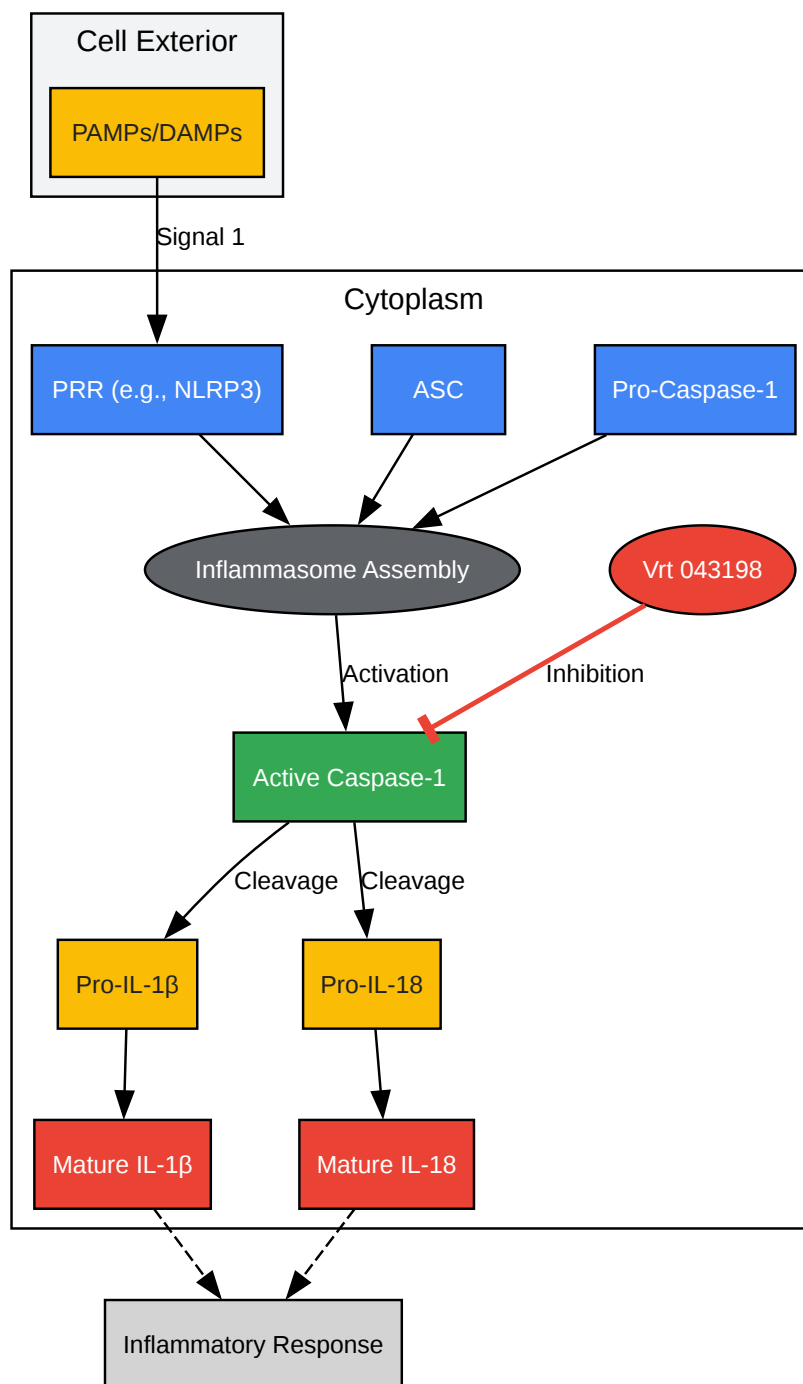 Cell Exterior
PAMPs/DAMPs
Signal 1
Cytoplasm
PRR (e.g., NLRP3)
ASC
Pro-Caspase-1
Inflammasome Assembly
Vrt 043198
Activation
Inhibition
Active Caspase-1
Cleavage
Cleavage
Pro-IL-1β
Pro-IL-18
Mature IL-1β
Mature IL-18
Inflammatory Response